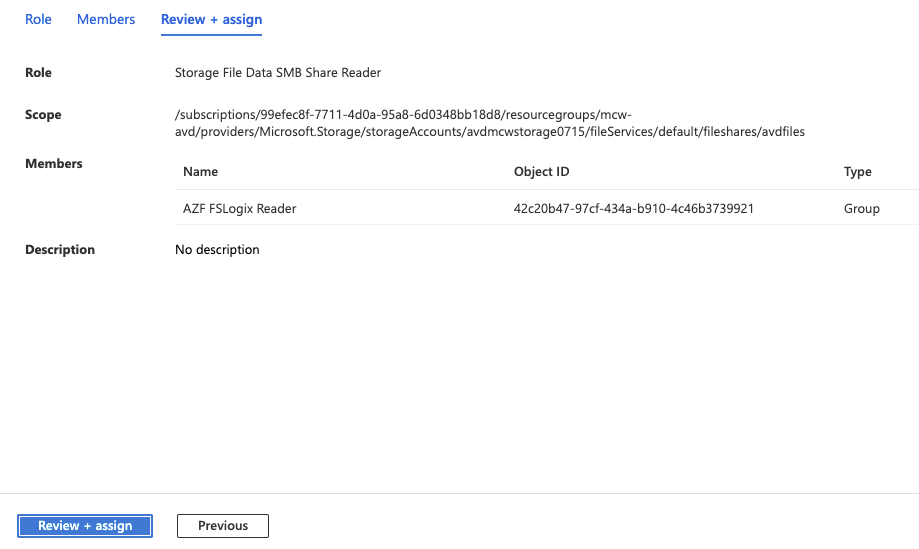 Role Members Review + assign
Role Storage File Data SMB Share Reader
Scope /subscriptions/99efec8f-7711-4d0a-95a8-6d0348bb18d8/resourcegroups/mcw-
avd/providers/Microsoft.Storage/storageAccounts/avdmcwstorage0715/fileServices/default/fileshares/avdfiles
Members
Name Object ID Type
AZF FSLogix Reader 42c20b47-97cf-434a-b910-4c46b3739921 Group
Description No description
Review + assign Previous